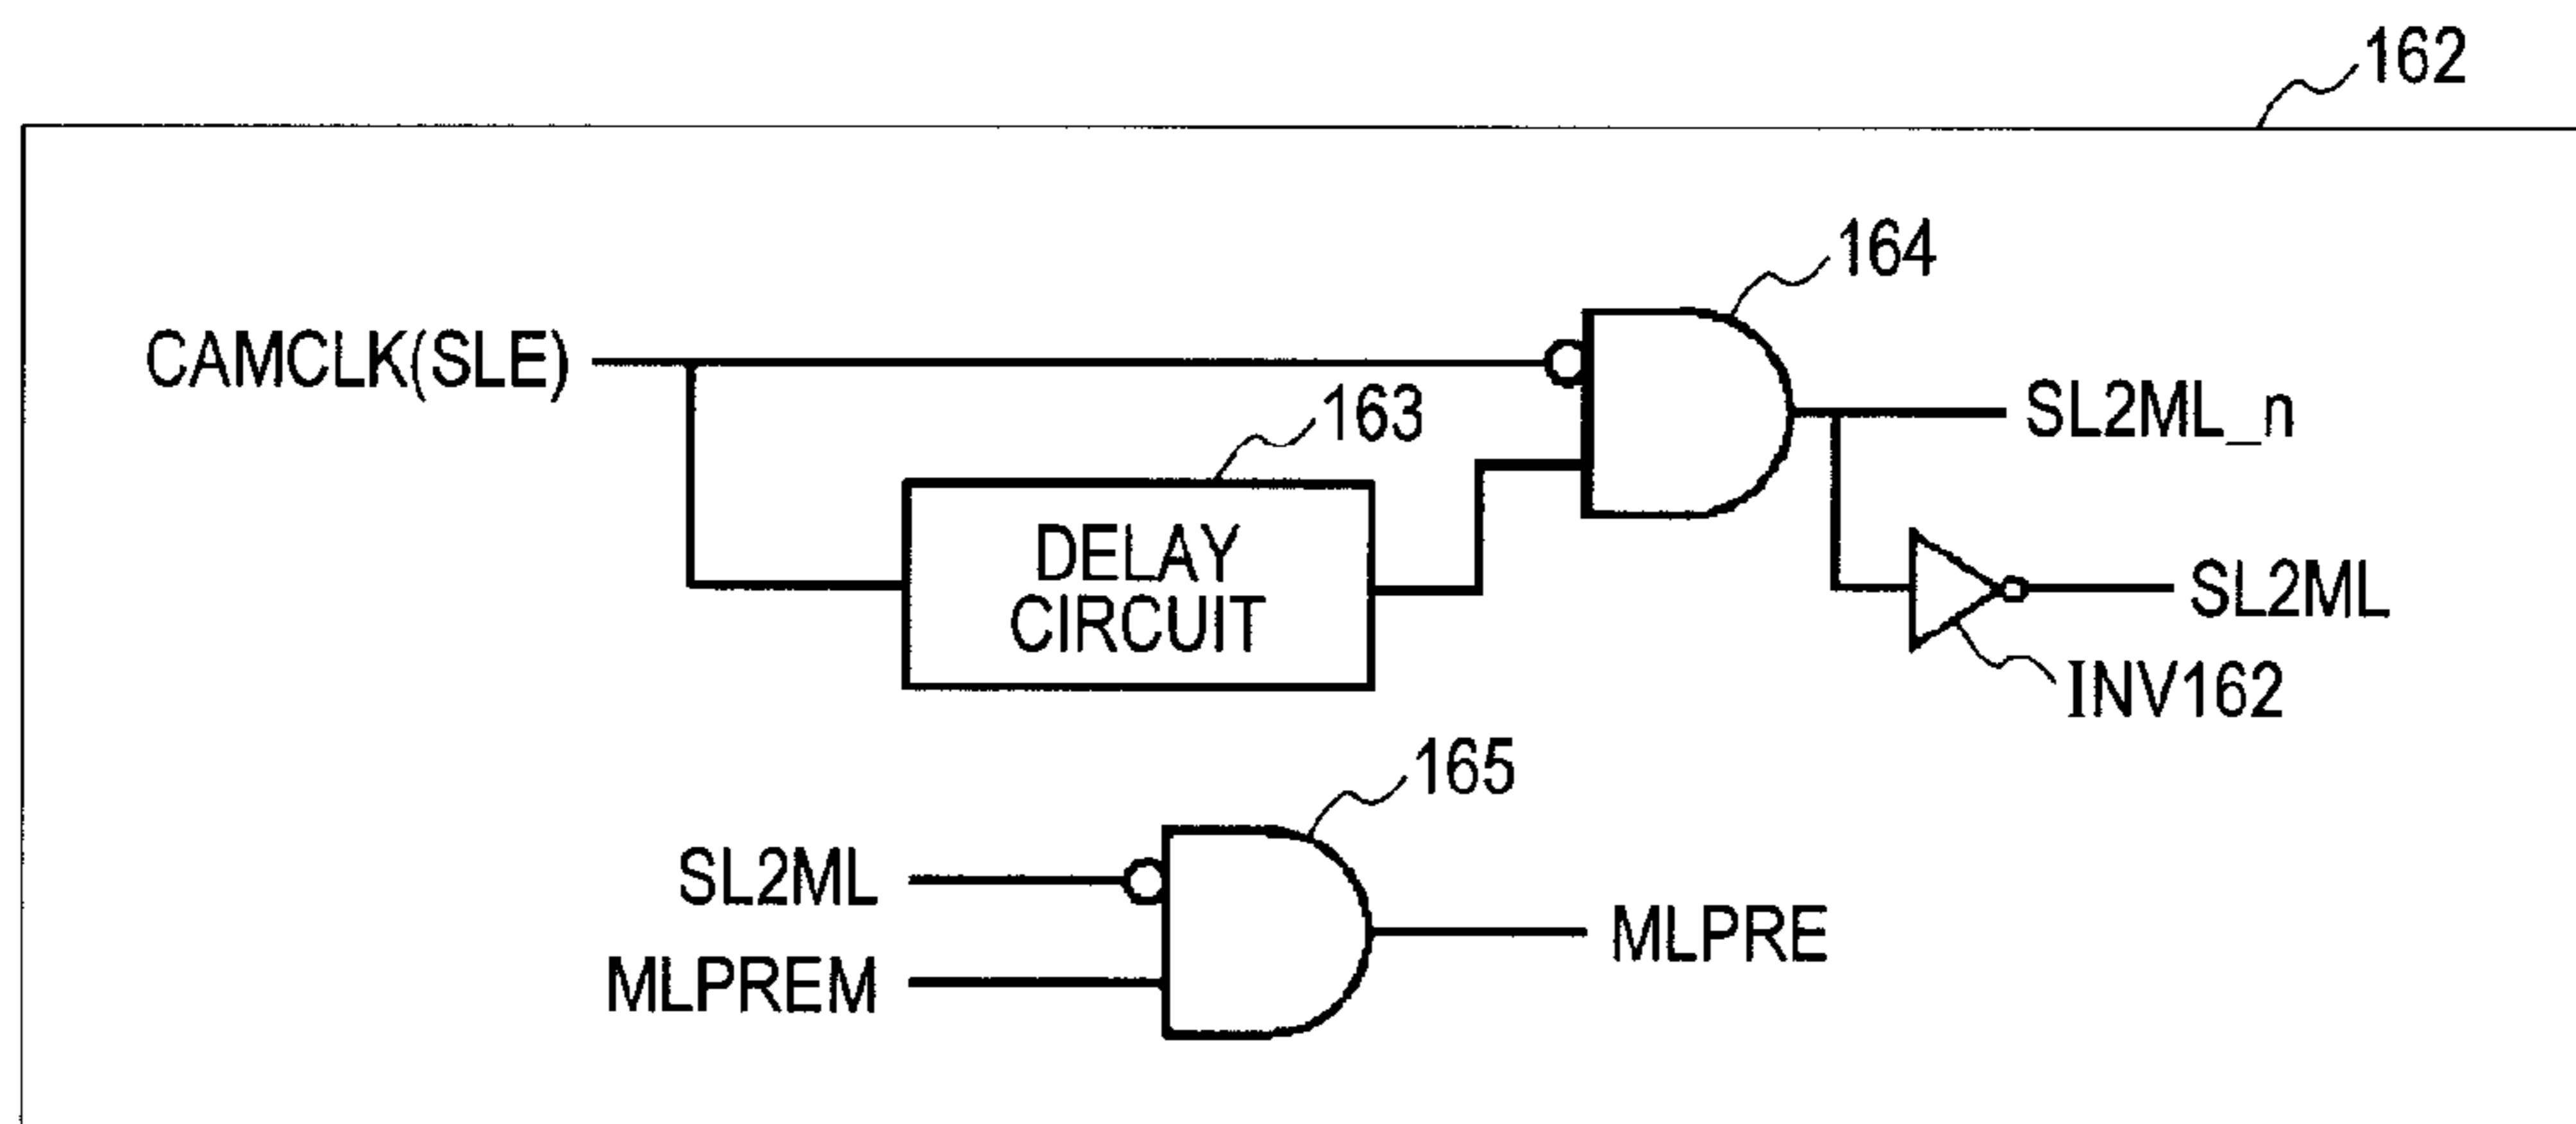 162
164
CAMCLK(SLE)
163
SL2ML_n
DELAY
CIRCUIT
SL2ML
INV162
165
SL2ML
MLPRE
MLPREM